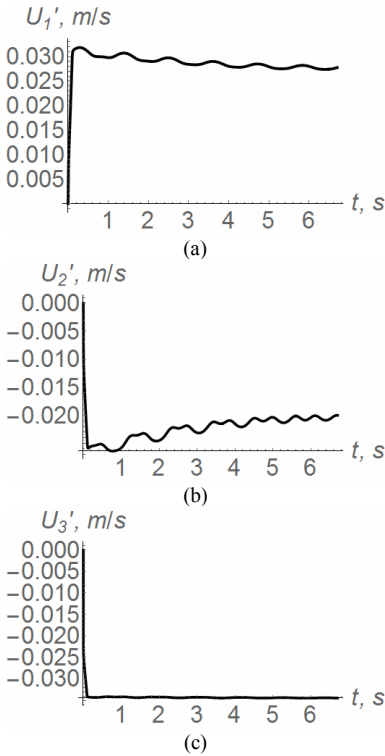 U₁', m/s
0.030
0.025
0.020
0.015
0.010
0.005
1 2 3 4 5 6
t, s
(a)
U₂', m/s
0.000
−0.005
−0.010
−0.015
−0.020
1 2 3 4 5 6
t, s
(b)
U₃', m/s
0.000
−0.005
−0.010
−0.015
−0.020
−0.025
−0.030
1 2 3 4 5 6
t, s
(c)